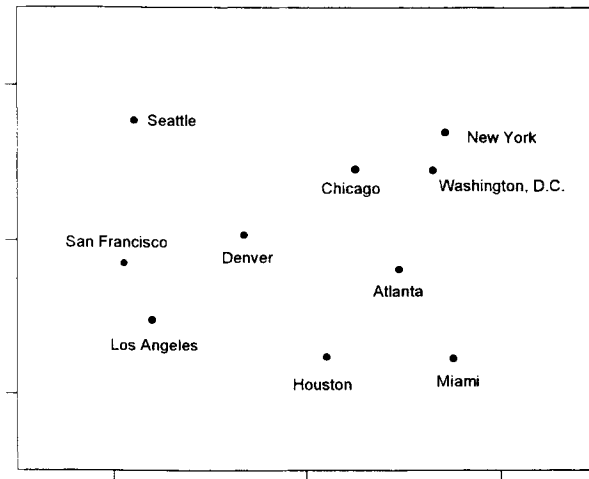 Seattle
New York
Chicago
Washington, D.C.
San Francisco
Denver
Atlanta
Los Angeles
Houston
Miami